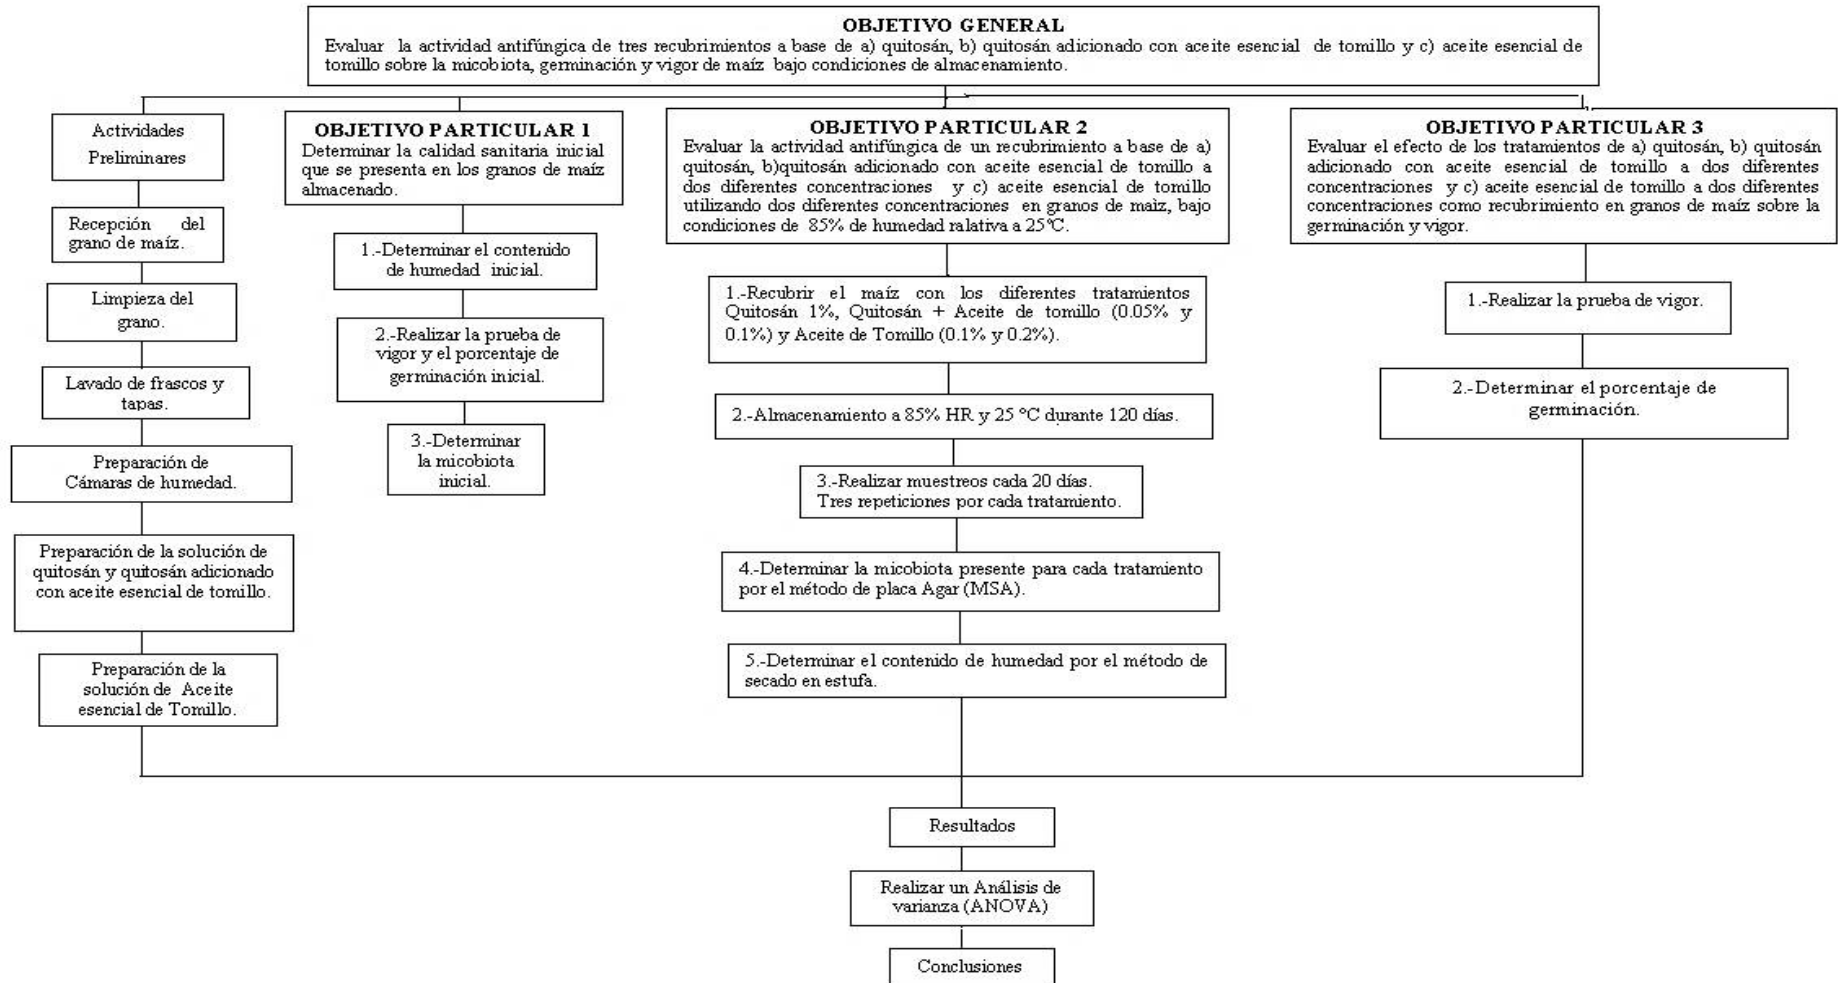 OBJETIVO GENERAL
Evaluar la actividad antifúngica de tres recubrimientos a base de a) quitosán, b) quitosán adicionado con aceite esencial de tomillo y c) aceite esencial de
tomillo sobre la micobiota, germinación y vigor de maíz bajo condiciones de almacenamiento.
Actividades
Preliminares
Recepción del
grano de maíz.
Limpieza del
grano.
Lavado de frascos y
tapas.
Preparación de
Cámaras de humedad.
Preparación de la solución de
quitosán y quitosán adicionado
con aceite esencial de tomillo.
Preparación de la
solución de Aceite
esencial de Tomillo.
OBJETIVO PARTICULAR 1
Determinar la calidad sanitaria inicial
que se presenta en los granos de maíz
almacenado.
1.-Determinar el contenido
de humedad inicial.
2.-Realizar la prueba de
vigor y el porcentaje de
germinación inicial.
3.-Determinar
la micobiota
inicial.
OBJETIVO PARTICULAR 2
Evaluar la actividad antifúngica de un recubrimiento a base de a)
quitosán, b)quitosán adicionado con aceite esencial de tomillo a
dos diferentes concentraciones y c) aceite esencial de tomillo
utilizando dos diferentes concentraciones en granos de maìz, bajo
condiciones de 85% de humedad ralativa a 25°C.
1.-Recubrir el maíz con los diferentes tratamientos
Quitosán 1%, Quitosán + Aceite de tomillo (0.05% y
0.1%) y Aceite de Tomillo (0.1% y 0.2%).
2.-Almacenamiento a 85% HR y 25 °C durante 120 días.
3.-Realizar muestreos cada 20 días.
Tres repeticiones por cada tratamiento.
4.-Determinar la micobiota presente para cada tratamiento
por el método de placa Agar (MSA).
5.-Determinar el contenido de humedad por el método de
secado en estufa.
OBJETIVO PARTICULAR 3
Evaluar el efecto de los tratamientos de a) quitosán, b) quitosán
adicionado con aceite esencial de tomillo a dos diferentes
concentraciones y c) aceite esencial de tomillo a dos diferentes
concentraciones como recubrimiento en granos de maíz sobre la
germinación y vigor.
1.-Realizar la prueba de vigor.
2.-Determinar el porcentaje de
germinación.
Resultados
Realizar un Análisis de
varianza (ANOVA)
Conclusiones